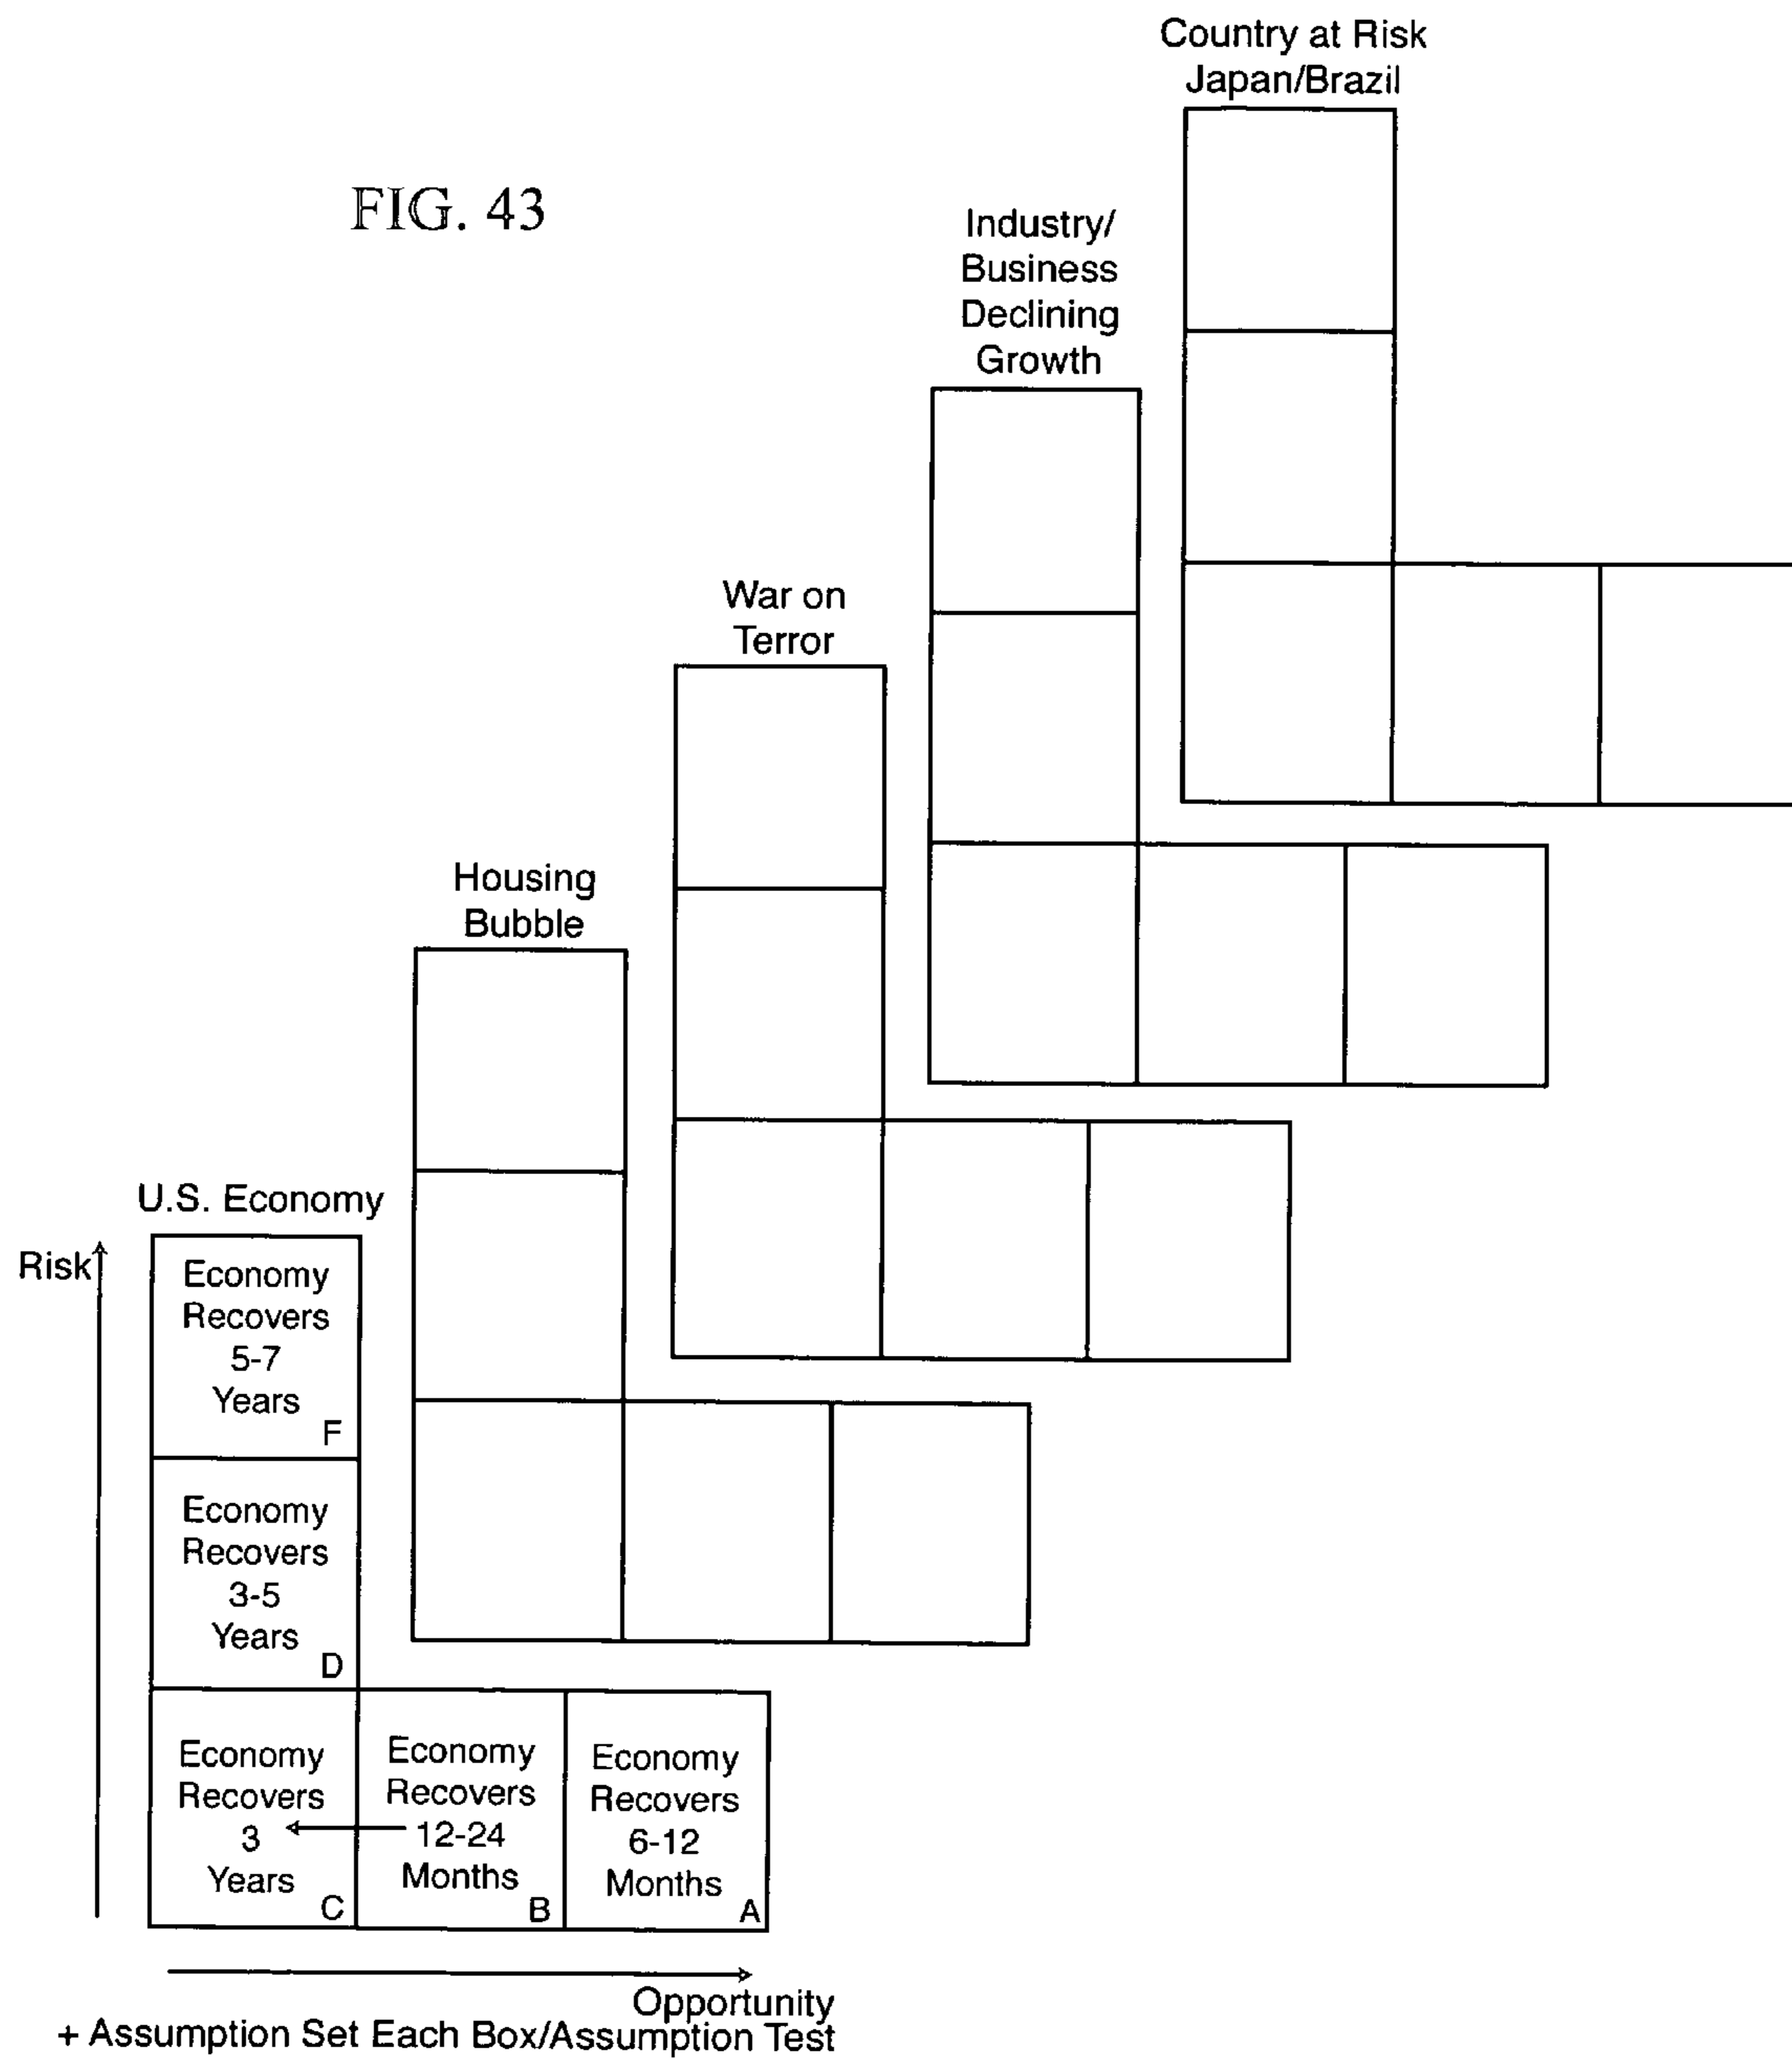 Country at Risk
Japan/Brazil
FIG. 43
Industry/
Business
Declining
Growth
War on
Terror
Housing
Bubble
U.S. Economy
Risk
Economy
Recovers
5-7
Years
F
Economy
Recovers
3-5
Years
D
Economy
Recovers
3
Years
C
Economy
Recovers
12-24
Months
B
Economy
Recovers
6-12
Months
A
Opportunity
+ Assumption Set Each Box/Assumption Test